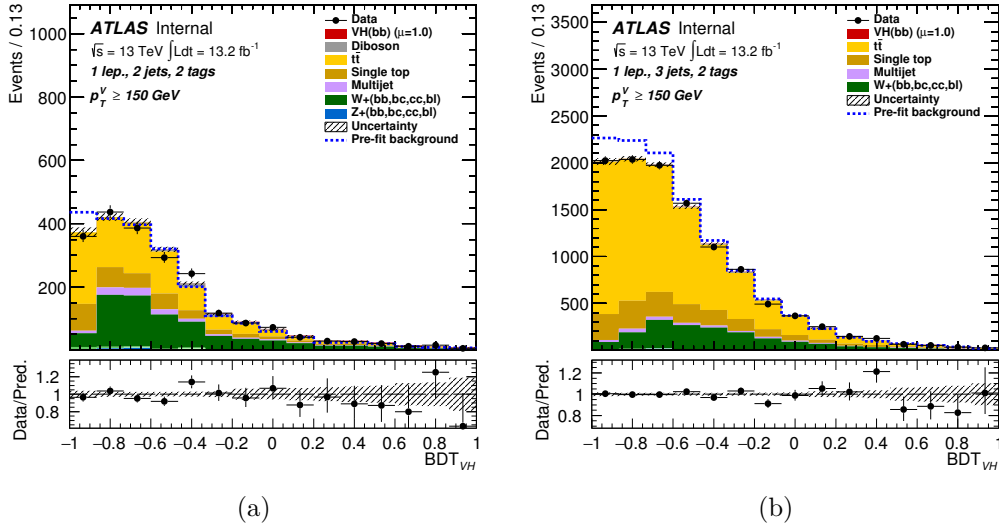 ATLAS Internal
√s = 13 TeV ∫Ldt = 13.2 fb⁻¹
1 lep., 2 jets, 2 tags
p_T^V ≥ 150 GeV
Data
VH(bb) (μ=1.0)
Diboson
tt̄
Single top
Multijet
W+(bb,bc,cc,bl)
Z+(bb,bc,cc,bl)
Uncertainty
Pre-fit background
Events / 0.13
1000
800
600
400
200
Data/Pred.
1.2
1
0.8
−1 −0.8 −0.6 −0.4 −0.2 0 0.2 0.4 0.6 0.8 1
BDT_VH
(a)
ATLAS Internal
√s = 13 TeV ∫Ldt = 13.2 fb⁻¹
1 lep., 3 jets, 2 tags
p_T^V ≥ 150 GeV
Data
VH(bb) (μ=1.0)
tt̄
Single top
Multijet
W+(bb,bc,cc,bl)
Uncertainty
Pre-fit background
Events / 0.13
3500
3000
2500
2000
1500
1000
500
Data/Pred.
1.2
1
0.8
−1 −0.8 −0.6 −0.4 −0.2 0 0.2 0.4 0.6 0.8 1
BDT_VH
(b)